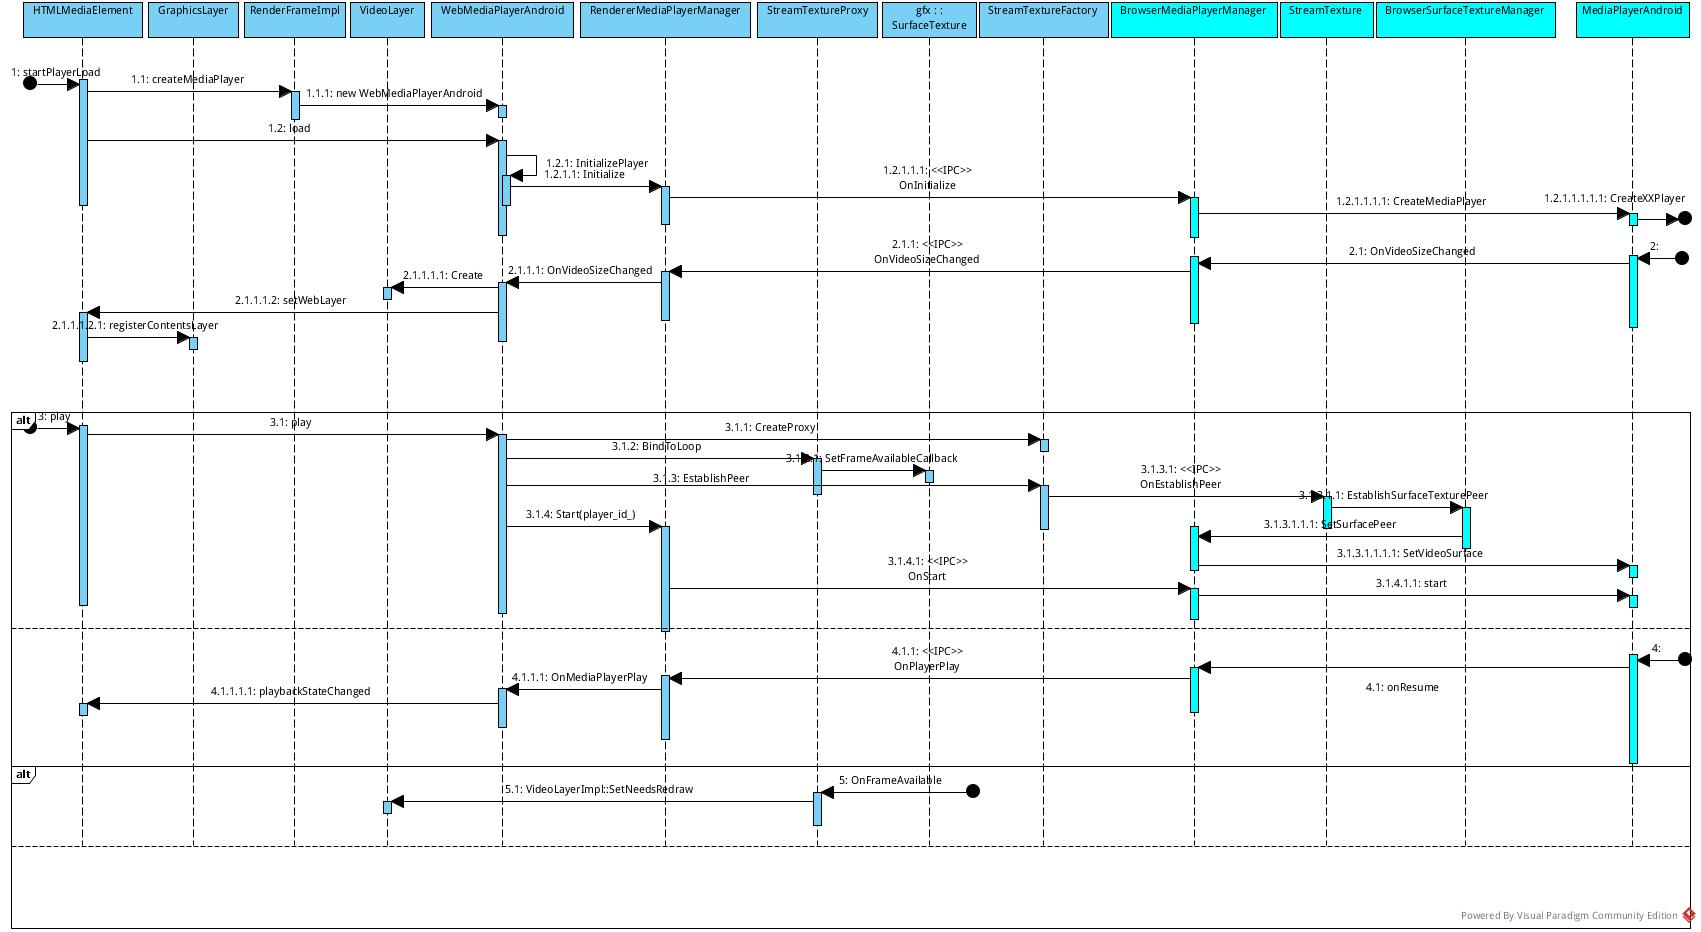 HTMLMediaElement
GraphicsLayer
RenderFrameImpl
VideoLayer
WebMediaPlayerAndroid
RendererMediaPlayerManager
StreamTextureProxy
gfx : :
SurfaceTexture
StreamTextureFactory
BrowserMediaPlayerManager
StreamTexture
BrowserSurfaceTextureManager
MediaPlayerAndroid
1: startPlayerLoad
1.1: createMediaPlayer
1.1.1: new WebMediaPlayerAndroid
1.2: load
1.2.1: InitializePlayer
1.2.1.1: Initialize
1.2.1.1.1: <<IPC>>
OnInitialize
1.2.1.1.1.1: CreateMediaPlayer
1.2.1.1.1.1.1: CreateXXPlayer
2:
2.1: OnVideoSizeChanged
2.1.1: <<IPC>>
OnVideoSizeChanged
2.1.1.1: OnVideoSizeChanged
2.1.1.1.1: Create
2.1.1.1.2: setWebLayer
2.1.1.1.2.1: registerContentsLayer
alt
3: play
3.1: play
3.1.1: CreateProxy
3.1.2: BindToLoop
3.1.2.1: SetFrameAvailableCallback
3.1.3: EstablishPeer
3.1.3.1: <<IPC>>
OnEstablishPeer
3.1.3.1.1: EstablishSurfaceTexturePeer
3.1.4: Start(player_id_)
3.1.3.1.1.1: SetSurfacePeer
3.1.3.1.1.1.1: SetVideoSurface
3.1.4.1: <<IPC>>
OnStart
3.1.4.1.1: start
4:
4.1: onResume
4.1.1: <<IPC>>
OnPlayerPlay
4.1.1.1: OnMediaPlayerPlay
4.1.1.1.1: playbackStateChanged
alt
5: OnFrameAvailable
5.1: VideoLayerImpl::SetNeedsRedraw
Powered By Visual Paradigm Community Edition